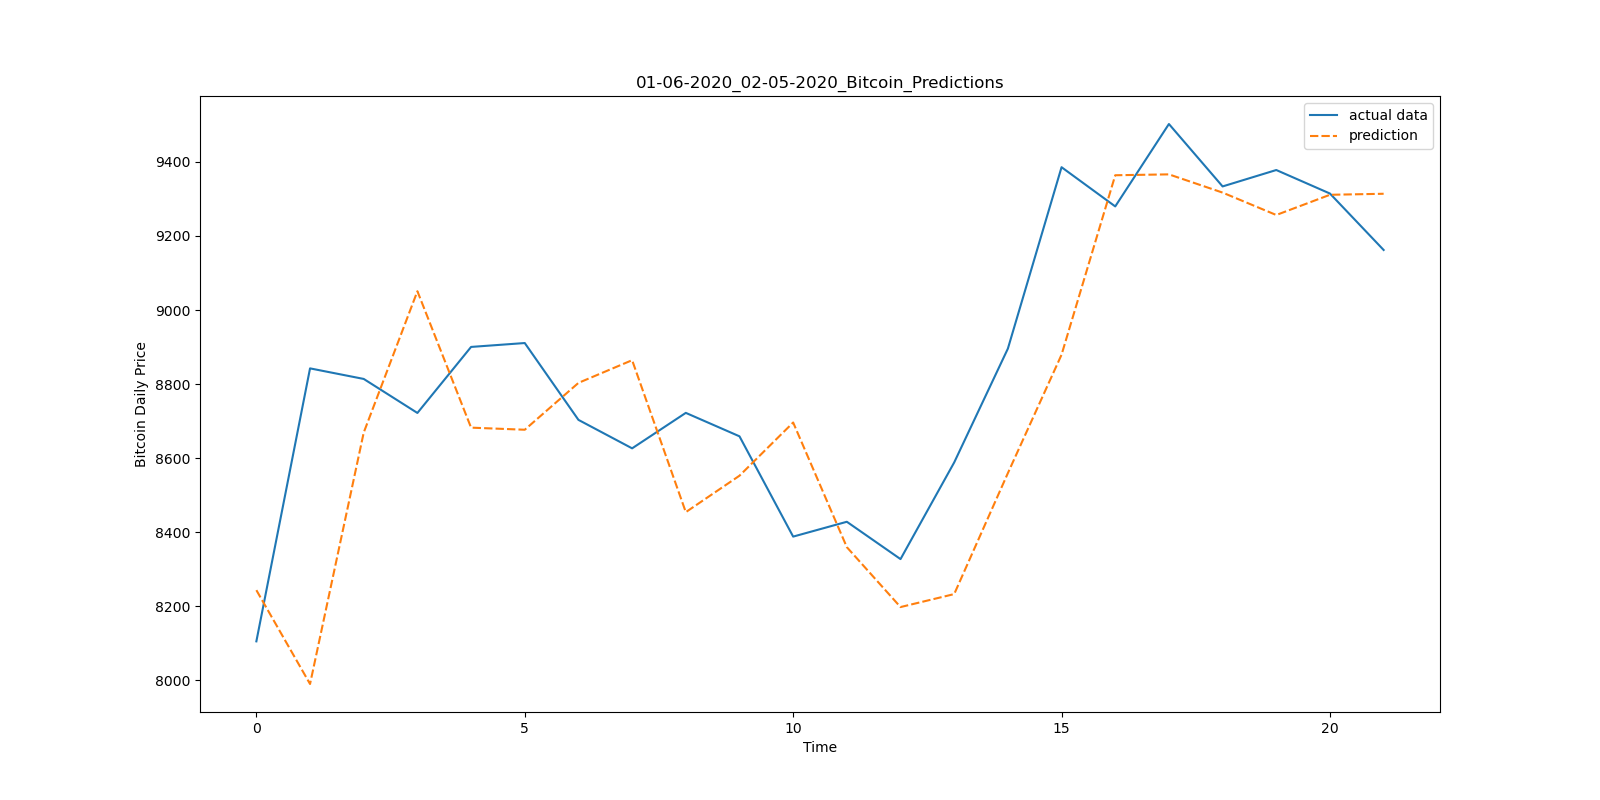 01-06-2020_02-05-2020_Bitcoin_Predictions
actual data
prediction
9400
9200
9000
8800
8600
8400
8200
8000
Bitcoin Daily Price
0 5 10 15 20
Time